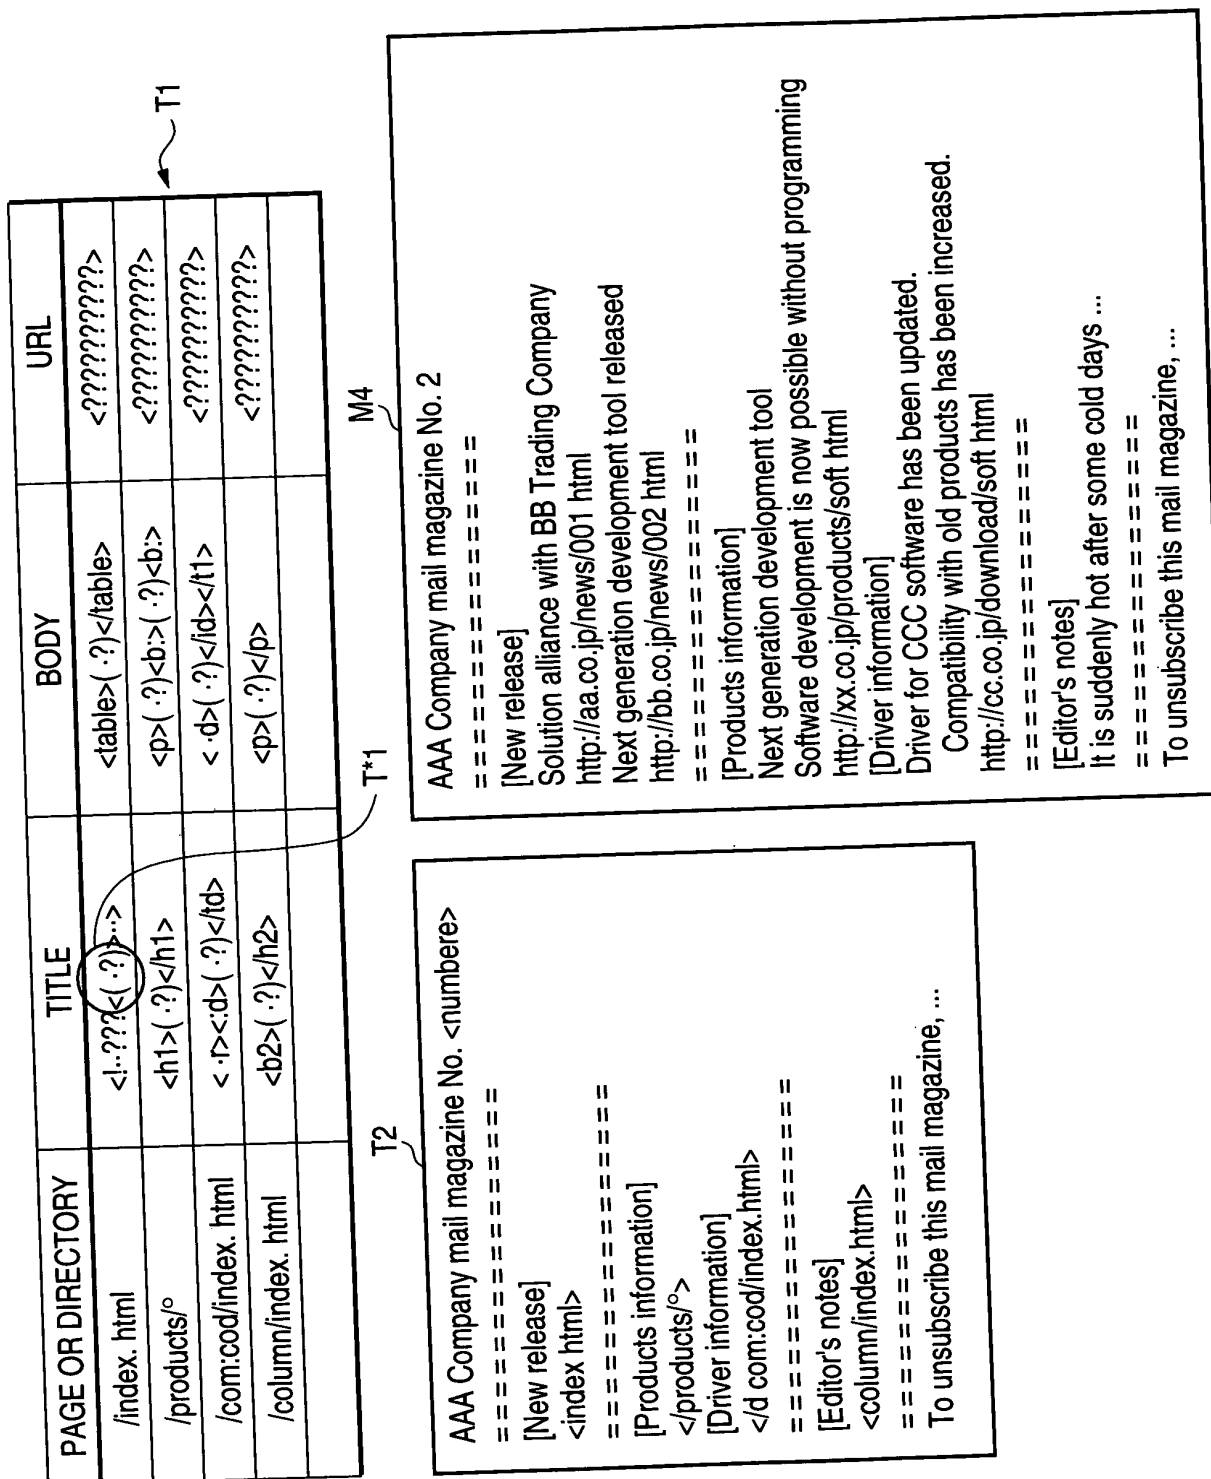 PAGE OR DIRECTORY TITLE BODY URL
/index. html <!··???<( ·?)>··> <table>( ·?)</table> <???????????>
/products/° <h1>( ·?)</h1> <p>( ·?)<b:>( ·?)<b:> <???????????>
/com:cod/index. html < ·r><:d>( ·?)</td> < ·d>( ·?)</id></t1> <???????????>
/column/index. html <b2>( ·?)</h2> <p>( ·?)</p> <???????????>
T1
T*1
T2
AAA Company mail magazine No. <numbere>
= = = = = = = = = = = = = = = =
[New release]
<index html>
= = = = = = = = = = = = = = = =
[Products information]
</products/°>
[Driver information]
</d com:cod/index.html>
= = = = = = = = = = = = = = = =
[Editor's notes]
<column/index.html>
= = = = = = = = = = = = = = = =
To unsubscribe this mail magazine, ...
M4
AAA Company mail magazine No. 2
= = = = = = = = = = = = = = = =
[New release]
Solution alliance with BB Trading Company
http://aa.co.jp/news/001 html
Next generation development tool released
http://bb.co.jp/news/002 html
= = = = = = = = = = = = = = = =
[Products information]
Next generation development tool
Software development is now possible without programming
http://xx.co.jp/products/soft html
[Driver information]
Driver for CCC software has been updated.
Compatibility with old products has been increased.
http://cc.co.jp/download/soft html
= = = = = = = = = = = = = = = =
[Editor's notes]
It is suddenly hot after some cold days ...
= = = = = = = = = = = = = = = =
To unsubscribe this mail magazine, ...